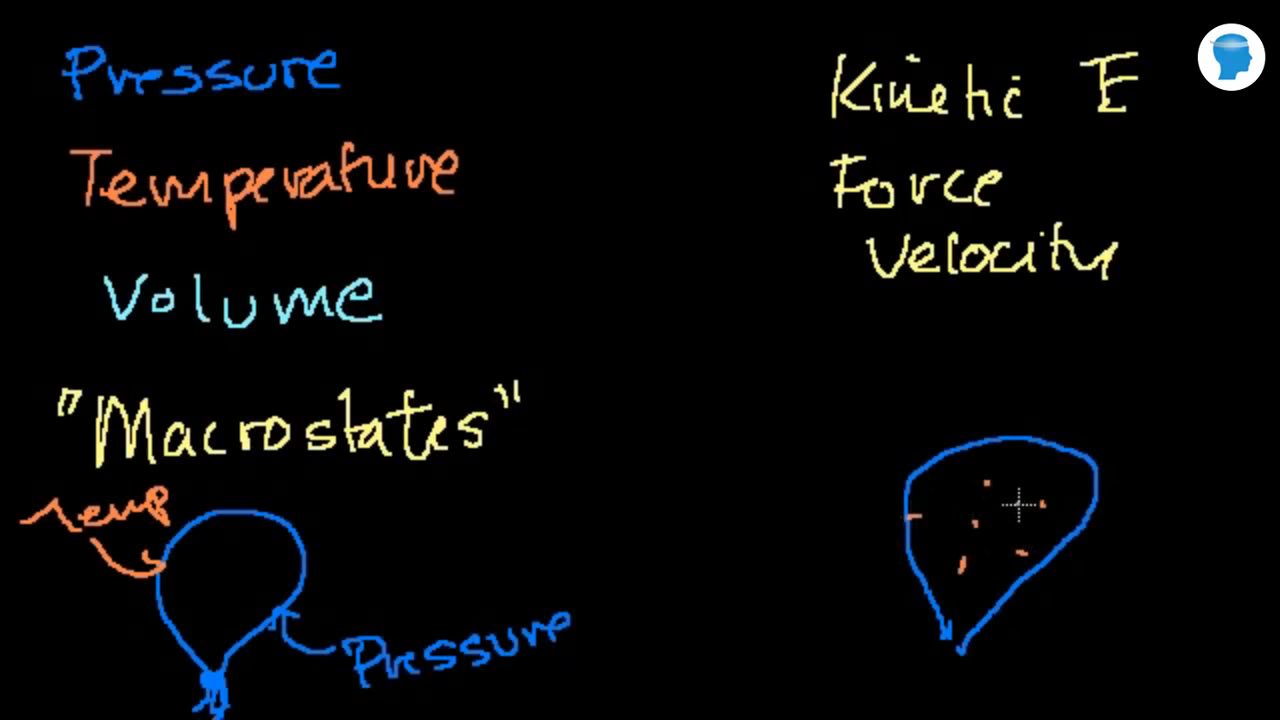 Pressure
Temperature
Volume
"Macrostates"
Temp
Pressure
Kinetic E
Force
Velocity